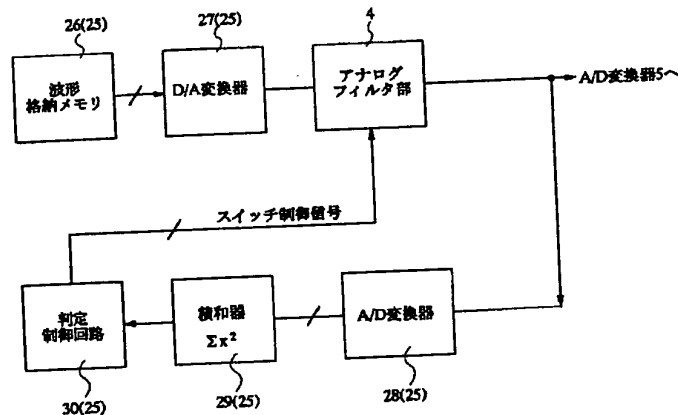 26(25)
27(25)
4
波形
格納メモリ
D/A変換器
アナログ
フィルタ部
A/D変換器5へ
スイッチ制御信号
判定
制御回路
積和器
Σx²
A/D変換器
30(25)
29(25)
28(25)